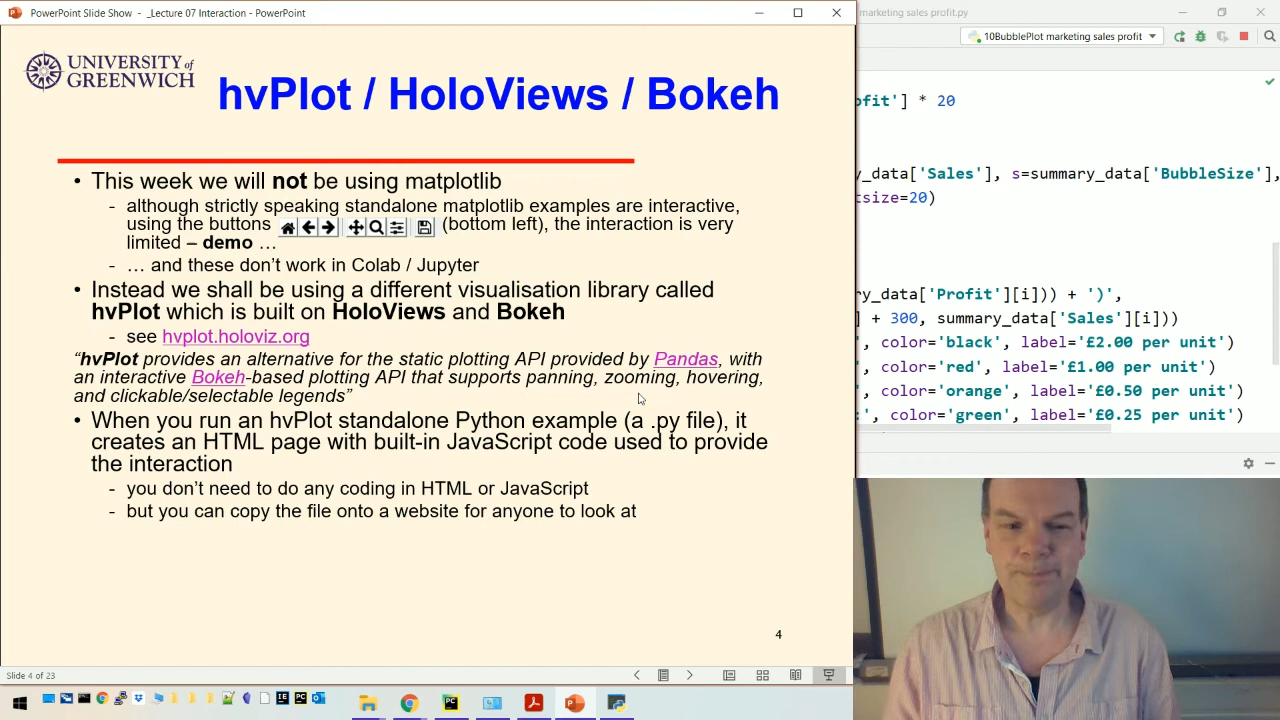 PowerPoint Slide Show - _Lecture 07 Interaction - PowerPoint
UNIVERSITY of
GREENWICH
hvPlot / HoloViews / Bokeh
• This week we will not be using matplotlib
- although strictly speaking standalone matplotlib examples are interactive,
using the buttons (bottom left), the interaction is very
limited – demo …
- … and these don’t work in Colab / Jupyter
• Instead we shall be using a different visualisation library called
hvPlot which is built on HoloViews and Bokeh
- see hvplot.holoviz.org
“hvPlot provides an alternative for the static plotting API provided by Pandas, with
an interactive Bokeh-based plotting API that supports panning, zooming, hovering,
and clickable/selectable legends”
• When you run an hvPlot standalone Python example (a .py file), it
creates an HTML page with built-in JavaScript code used to provide
the interaction
- you don’t need to do any coding in HTML or JavaScript
- but you can copy the file onto a website for anyone to look at
4
Slide 4 of 23
marketing sales profit.py
10BubblePlot marketing sales profit
ofit'] * 20
y_data['Sales'], s=summary_data['BubbleSize'],
tsize=20)
ry_data['Profit'][i])) + ')',
] + 300, summary_data['Sales'][i]))
', color='black', label='£2.00 per unit')
', color='red', label='£1.00 per unit')
', color='orange', label='£0.50 per unit')
:', color='green', label='£0.25 per unit')